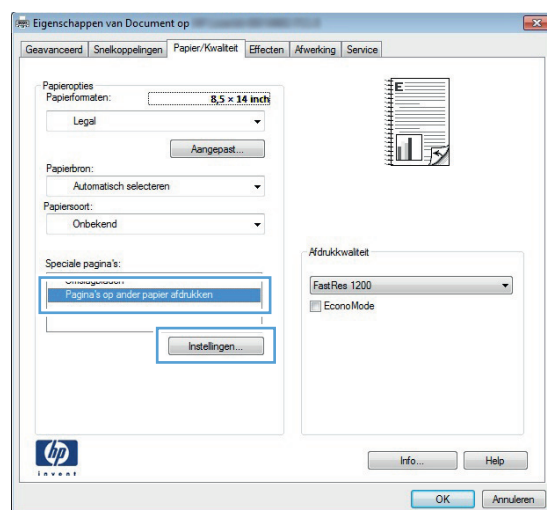 Eigenschappen van Document op
Geavanceerd Snelkoppelingen Papier/Kwaliteit Effecten Afwerking Service
Papieropties
Papierformaten: 8,5 × 14 inch
Legal
Aangepast...
Papierbron:
Automatisch selecteren
Papiersoort:
Onbekend
Speciale pagina's:
Omslagbladen
Pagina's op ander papier afdrukken
Instellingen...
E
Afdrukkwaliteit
FastRes 1200
EconoMode
hp
invent
Info... Help
OK Annuleren